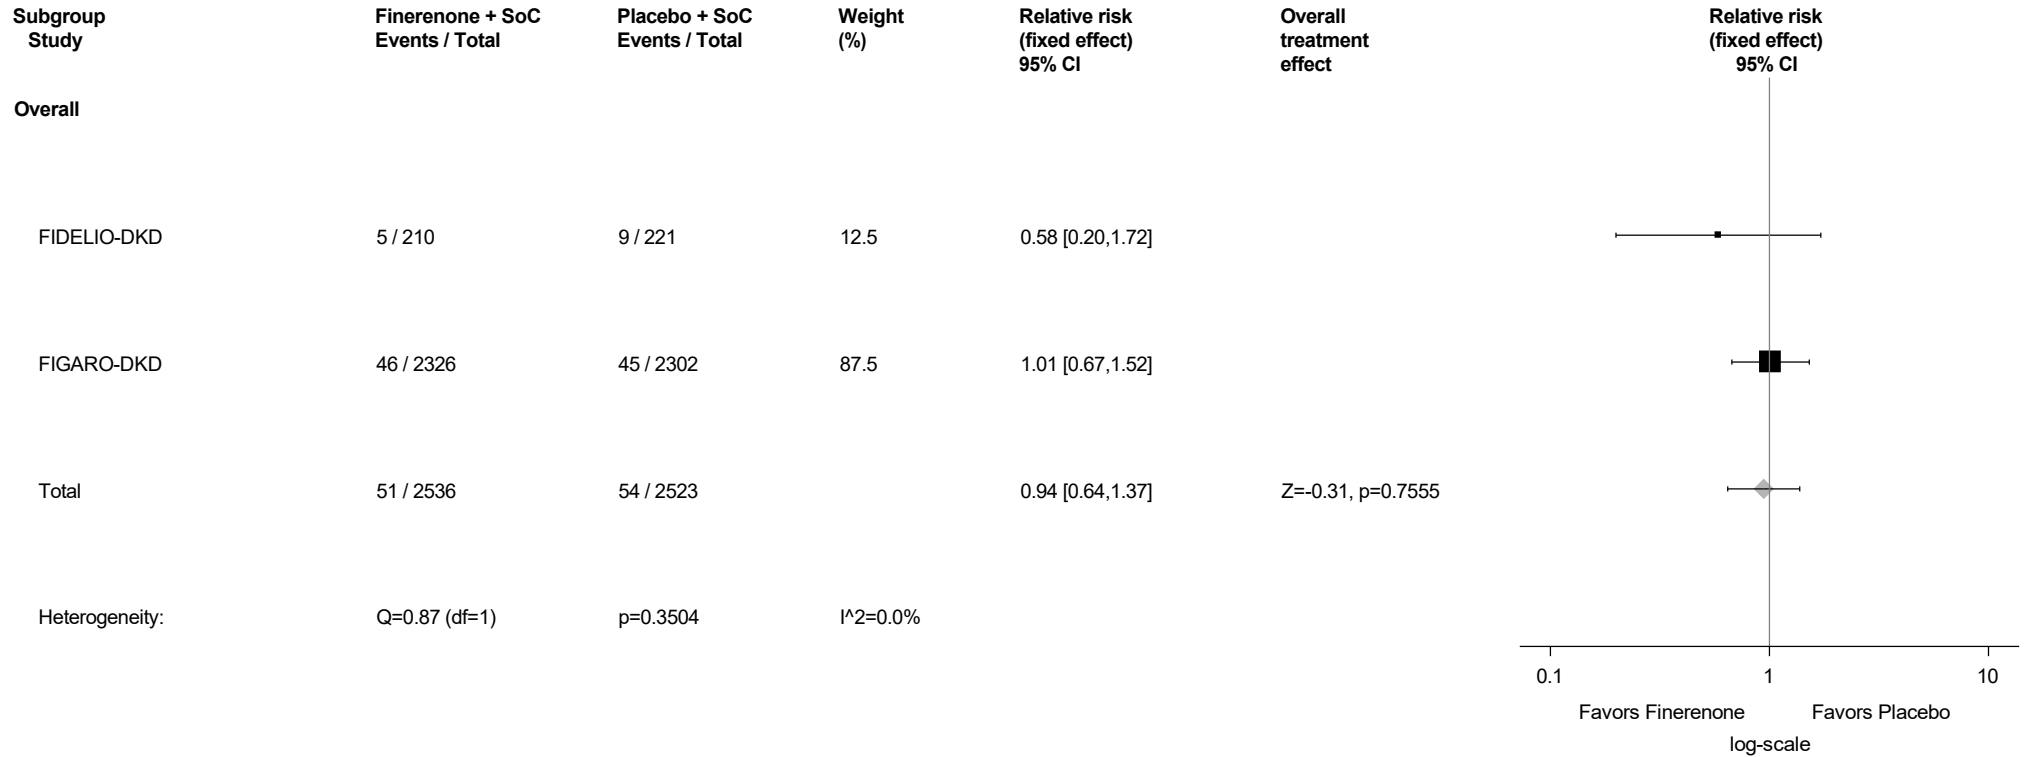 Subgroup Finerenone + SoC Placebo + SoC Weight Relative risk Overall Relative risk
Study Events / Total Events / Total (%) (fixed effect) treatment (fixed effect)
95% CI effect 95% CI
Overall
FIDELIO-DKD 5 / 210 9 / 221 12.5 0.58 [0.20,1.72]
FIGARO-DKD 46 / 2326 45 / 2302 87.5 1.01 [0.67,1.52]
Total 51 / 2536 54 / 2523 0.94 [0.64,1.37] Z=-0.31, p=0.7555
Heterogeneity: Q=0.87 (df=1) p=0.3504 I^2=0.0%
0.1 1 10
Favors Finerenone Favors Placebo
log-scale